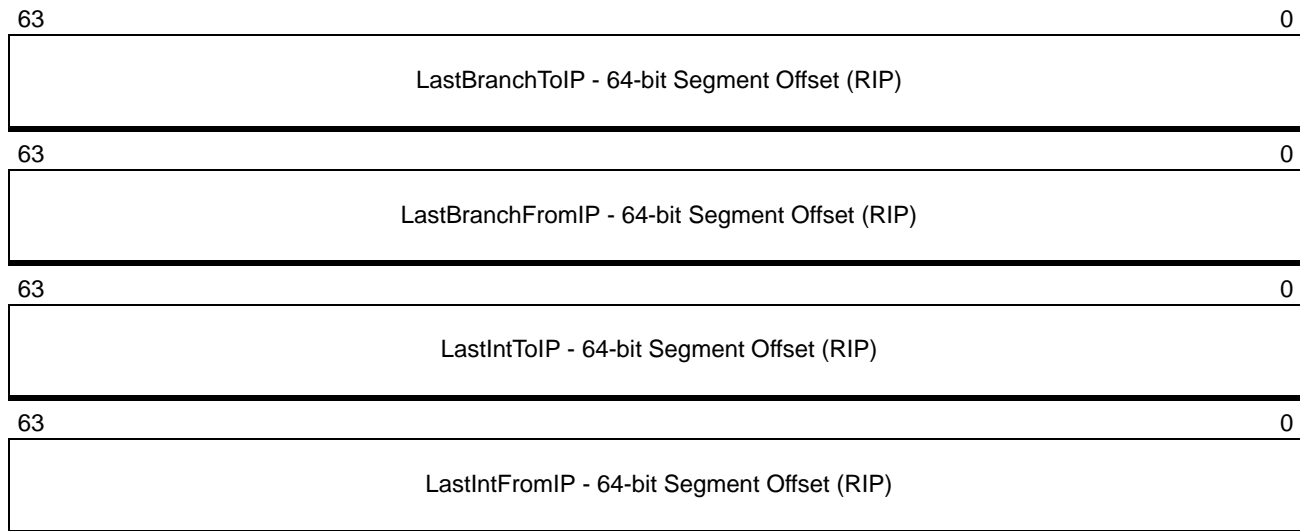 63 0
LastBranchToIP - 64-bit Segment Offset (RIP)
63 0
LastBranchFromIP - 64-bit Segment Offset (RIP)
63 0
LastIntToIP - 64-bit Segment Offset (RIP)
63 0
LastIntFromIP - 64-bit Segment Offset (RIP)